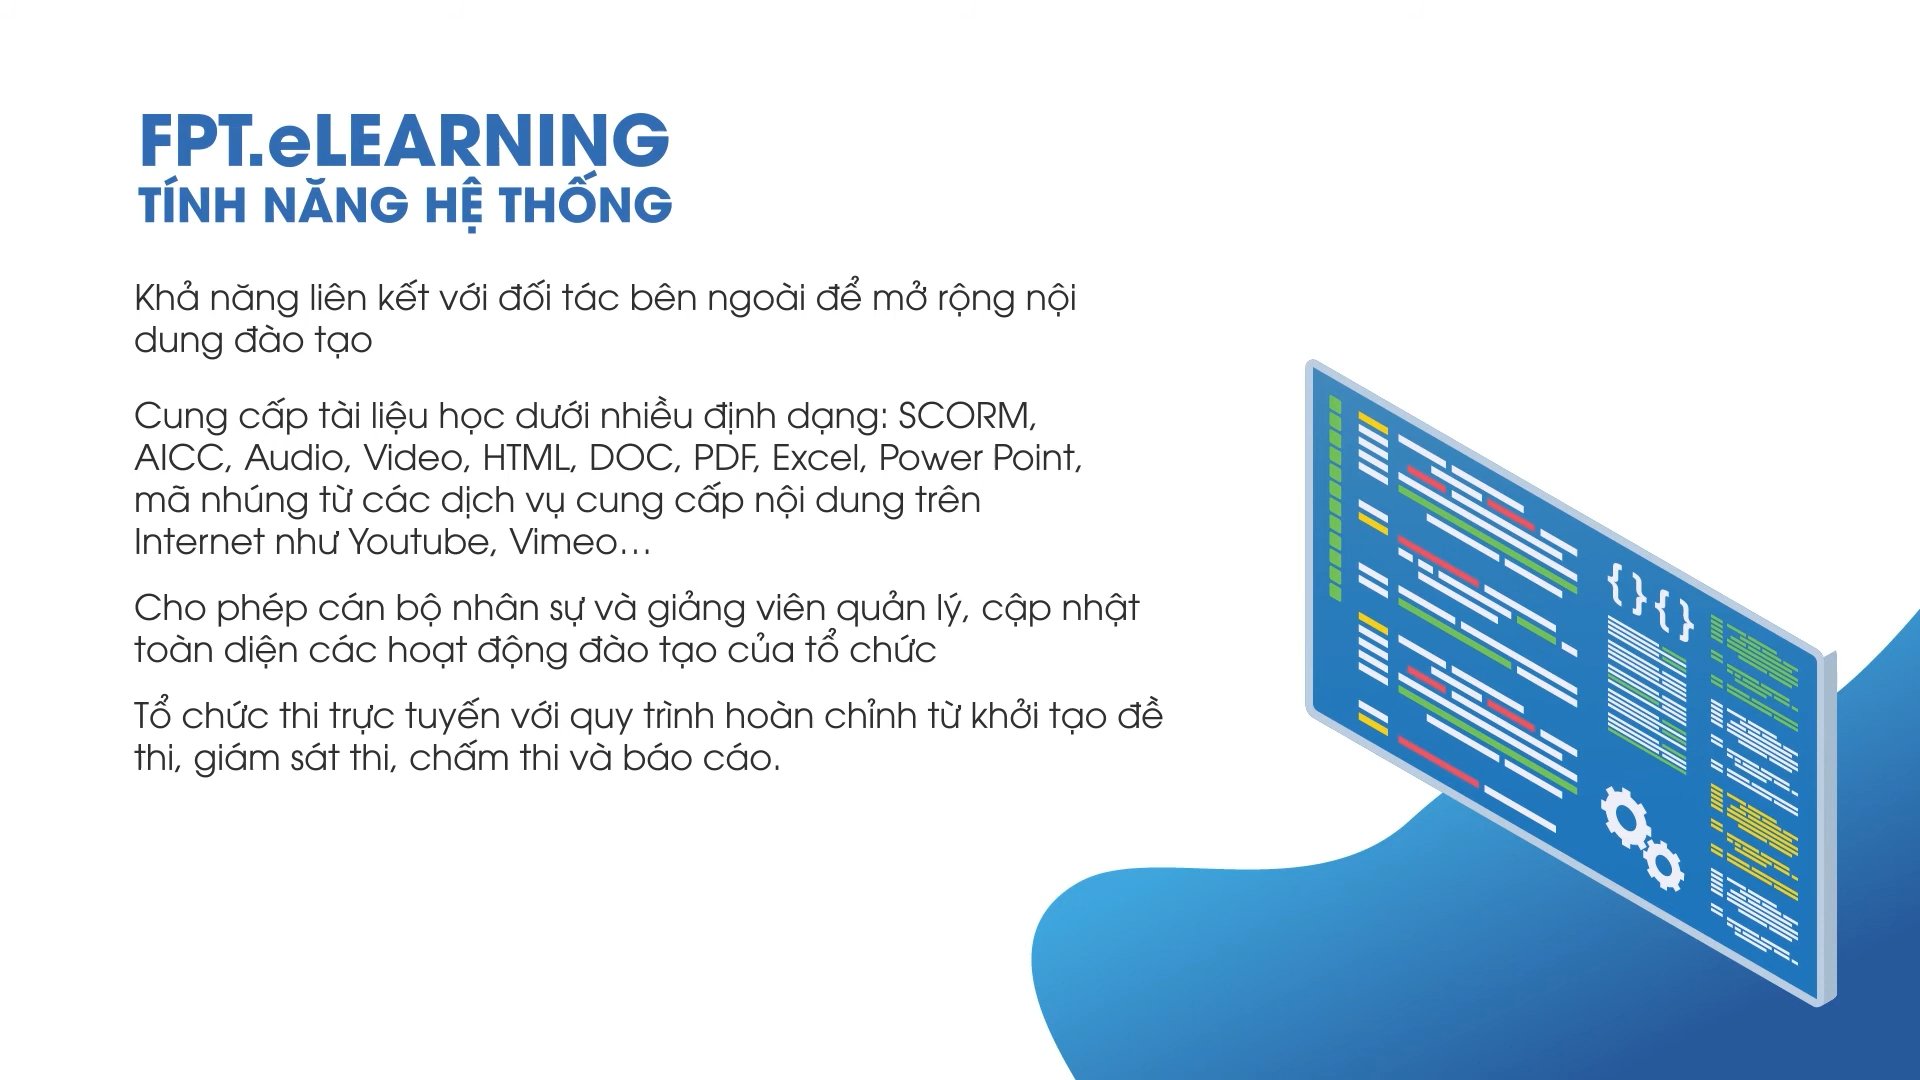 FPT.eLEARNING
TÍNH NĂNG HỆ THỐNG
Khả năng liên kết với đối tác bên ngoài để mở rộng nội
dung đào tạo
Cung cấp tài liệu học dưới nhiều định dạng: SCORM,
AICC, Audio, Video, HTML, DOC, PDF, Excel, Power Point,
mã nhúng từ các dịch vụ cung cấp nội dung trên
Internet như Youtube, Vimeo...
Cho phép cán bộ nhân sự và giảng viên quản lý, cập nhật
toàn diện các hoạt động đào tạo của tổ chức
Tổ chức thi trực tuyến với quy trình hoàn chỉnh từ khởi tạo đề
thi, giám sát thi, chấm thi và báo cáo.
{}{}